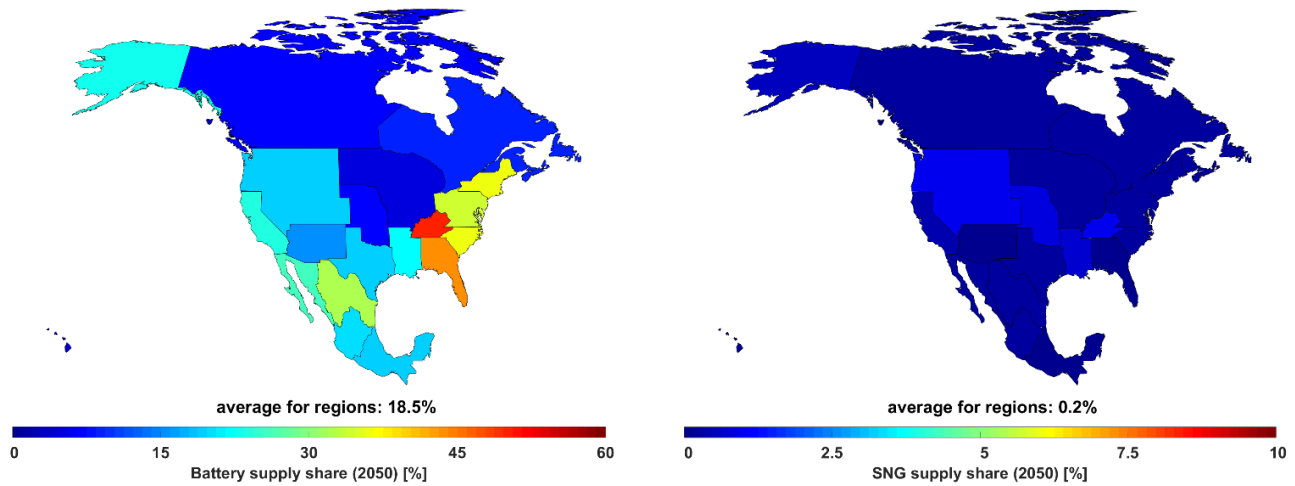 average for regions: 18.5%
0 15 30 45 60
Battery supply share (2050) [%]
average for regions: 0.2%
0 2.5 5 7.5 10
SNG supply share (2050) [%]